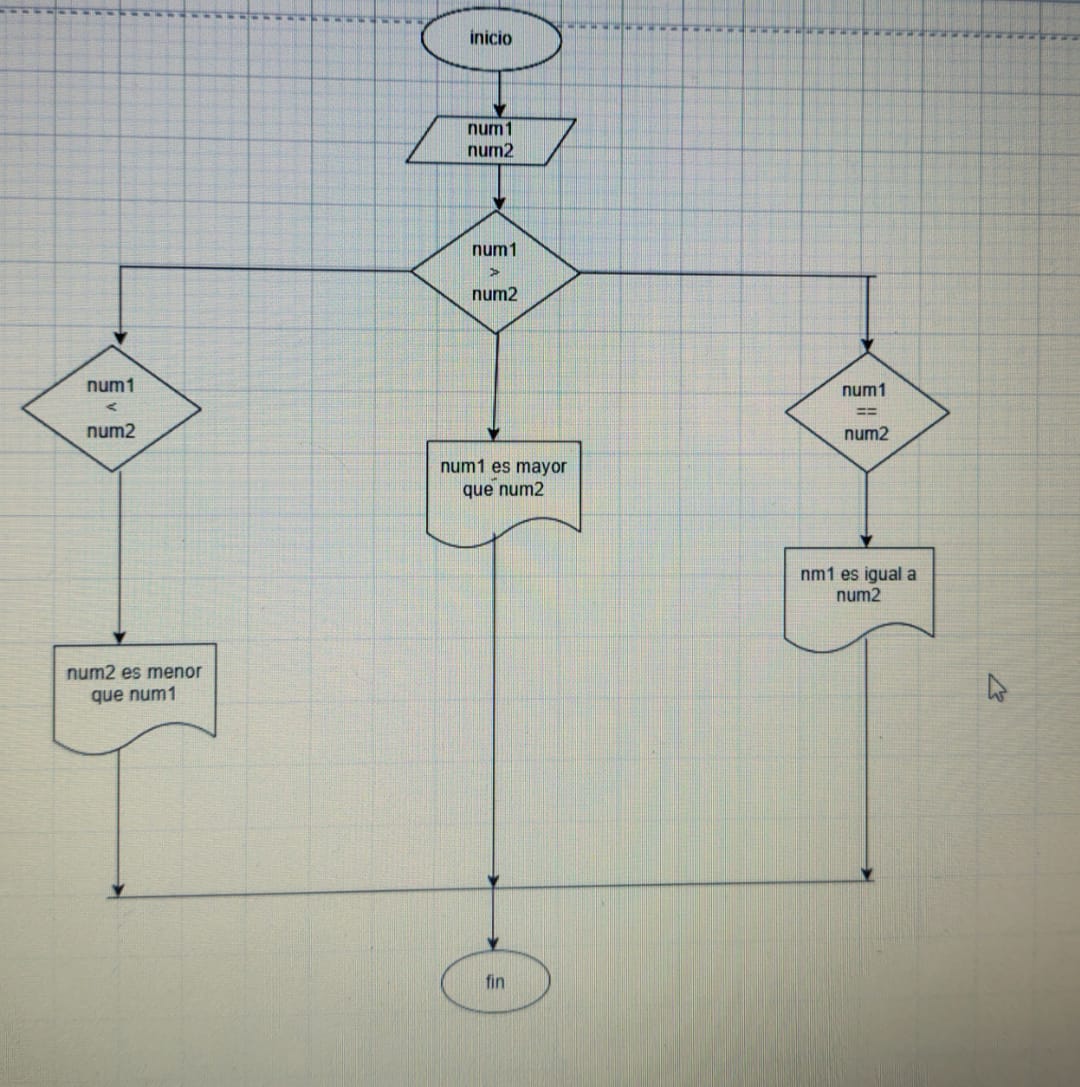 inicio
num1
num2
num1
>
num2
num1
<
num2
num1
==
num2
num1 es mayor
que num2
nm1 es igual a
num2
num2 es menor
que num1
fin